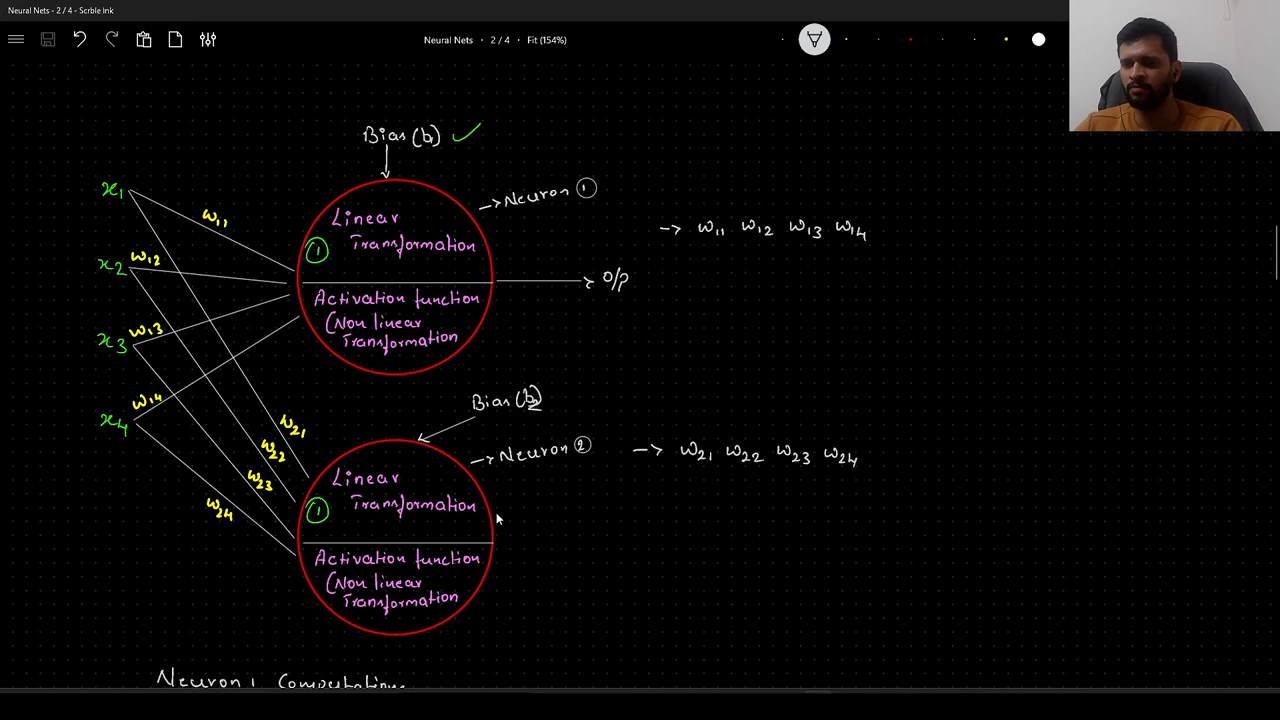 Neural Nets - 2 / 4 - Scrble Ink
Neural Nets • 2 / 4 • Fit (154%)
Bias (b1) ✓
x1
w11
Linear
Transformation
1
→ Neuron 1
→ w11 w12 w13 w14
x2
w12
→ O/P
Activation function
(Non linear
Transformation
x3
w13
x4
w14
Bias (b2)
w21
w22
w23
w24
→ Neuron 2
→ w21 w22 w23 w24
Linear
Transformation
1
Activation function
(Non linear
Transformation
Neuron 1 Computations